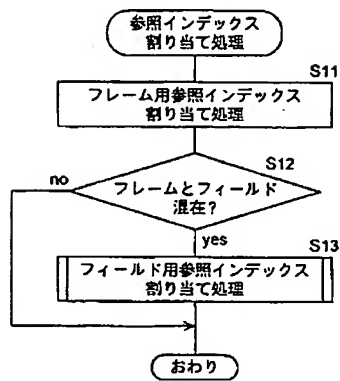 参照インデックス
割り当て処理
S11
フレーム用参照インデックス
割り当て処理
S12
no
フレームとフィールド
混在？
yes
S13
フィールド用参照インデックス
割り当て処理
おわり